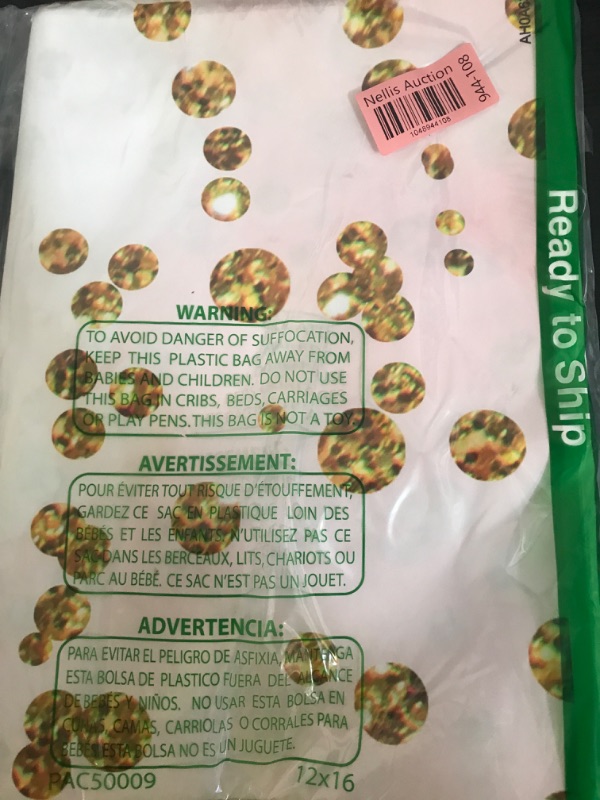 AH026
Nellis Auction
944-108
1048944108
Ready to Ship
WARNING:
TO AVOID DANGER OF SUFFOCATION,
KEEP THIS PLASTIC BAG AWAY FROM
BABIES AND CHILDREN. DO NOT USE
THIS BAG IN CRIBS, BEDS, CARRIAGES
OR PLAY PENS. THIS BAG IS NOT A TOY.
AVERTISSEMENT:
POUR ÉVITER TOUT RISQUE D'ÉTOUFFEMENT,
GARDEZ CE SAC EN PLASTIQUE LOIN DES
BÉBÉS ET LES ENFANTS. N'UTILISEZ PAS CE
SAC DANS LES BERCEAUX, LITS, CHARIOTS OU
PARC AU BÉBÉ. CE SAC N'EST PAS UN JOUET.
ADVERTENCIA:
PARA EVITAR EL PELIGRO DE ASFIXIA, MANTENGA
ESTA BOLSA DE PLASTICO FUERA DEL ALCANCE
DE BEBES Y NIÑOS. NO USAR ESTA BOLSA EN
CUNAS, CAMAS, CARRIOLAS O CORRALES PARA
BEBES. ESTA BOLSA NO ES UN JUGUETE.
PAC50009 12x16